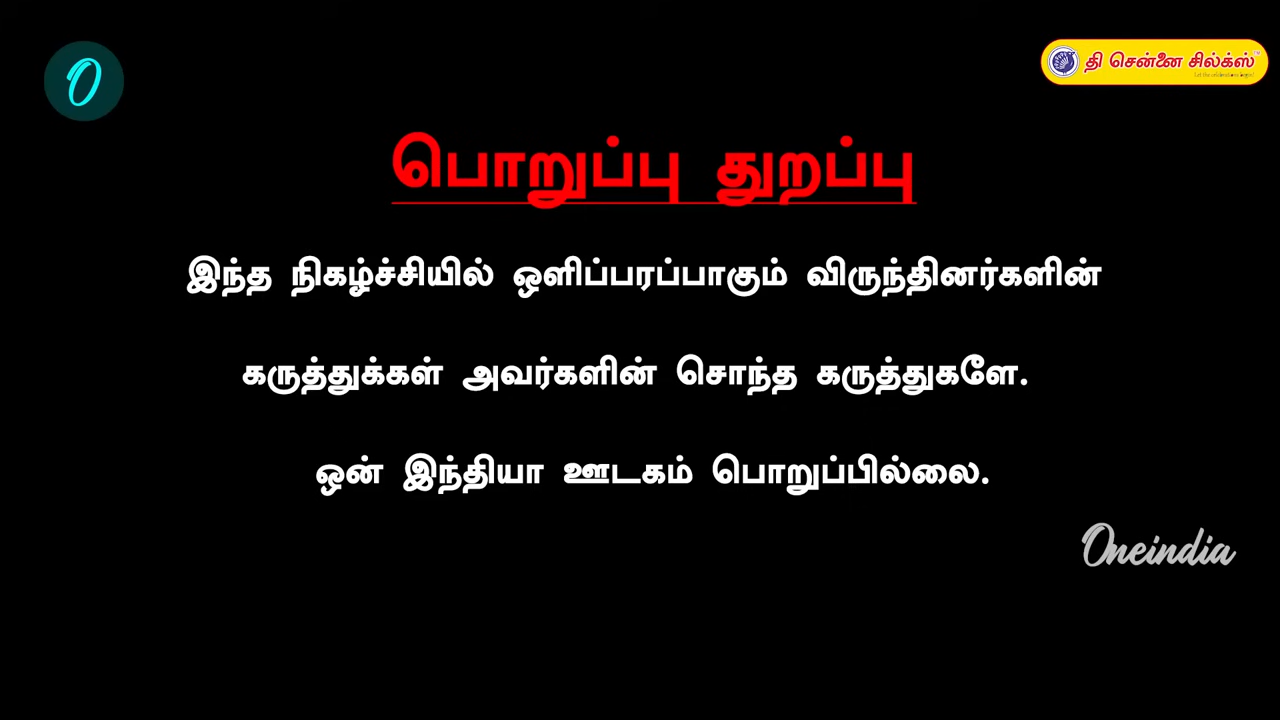 O
தி சென்னை சில்க்ஸ்
பொறுப்பு துறப்பு
இந்த நிகழ்ச்சியில் ஒளிப்பரப்பாகும் விருந்தினர்களின்
கருத்துக்கள் அவர்களின் சொந்த கருத்துகளே.
ஒன் இந்தியா ஊடகம் பொறுப்பில்லை.
Oneindia